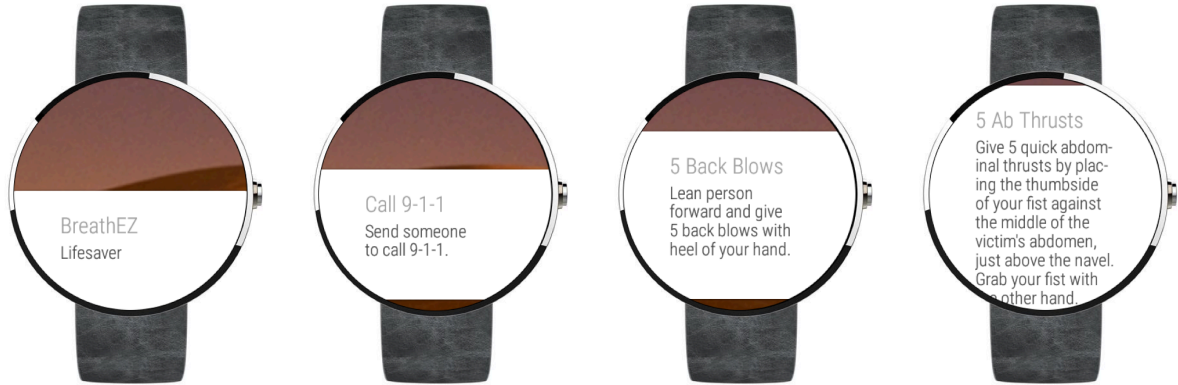 BreathEZ
Lifesaver
Call 9-1-1
Send someone
to call 9-1-1.
5 Back Blows
Lean person
forward and give
5 back blows with
heel of your hand.
5 Ab Thrusts
Give 5 quick abdom-
inal thrusts by plac-
ing the thumbside
of your fist against
the middle of the
victim's abdomen,
just above the navel.
Grab your fist with
other hand.